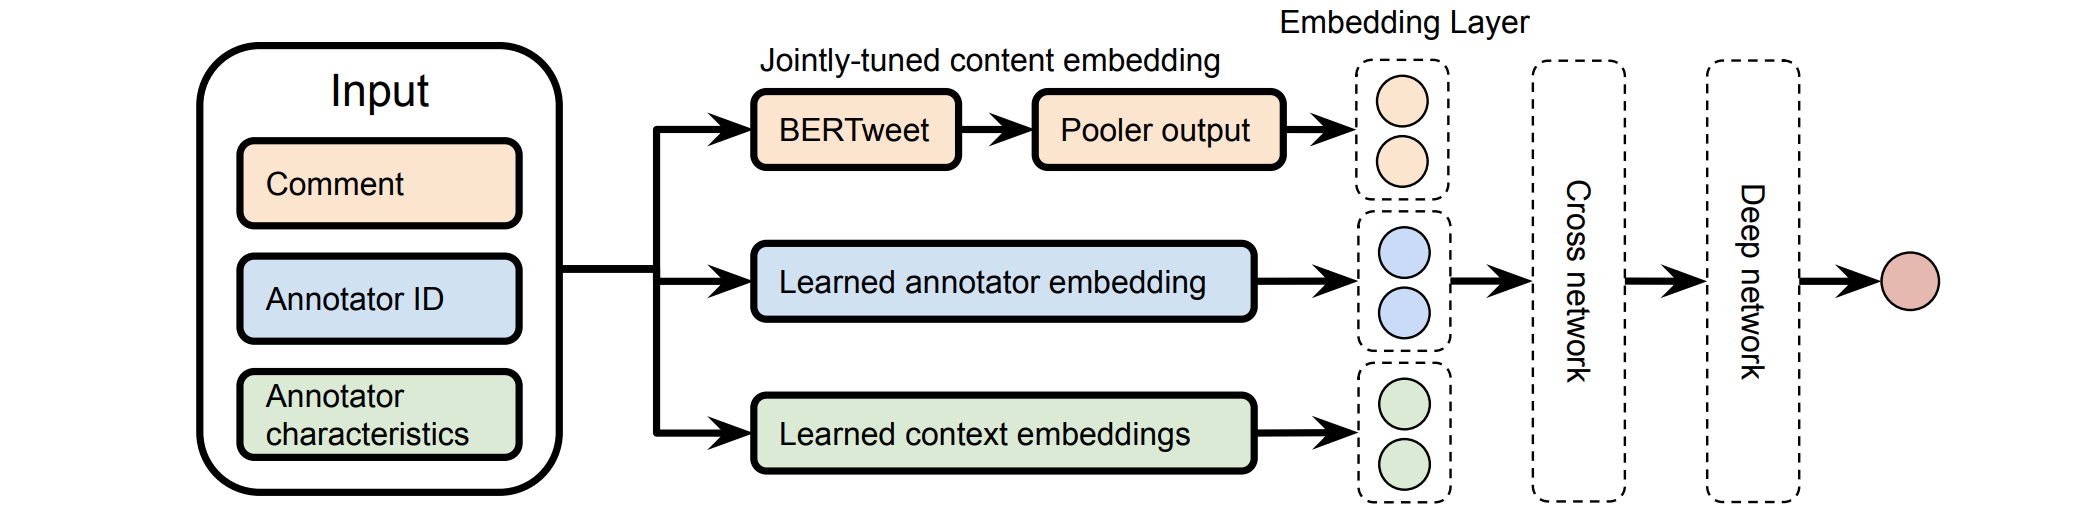 Input
Comment
Annotator ID
Annotator
characteristics
Jointly-tuned content embedding
BERTweet
Pooler output
Learned annotator embedding
Learned context embeddings
Embedding Layer
Cross network
Deep network